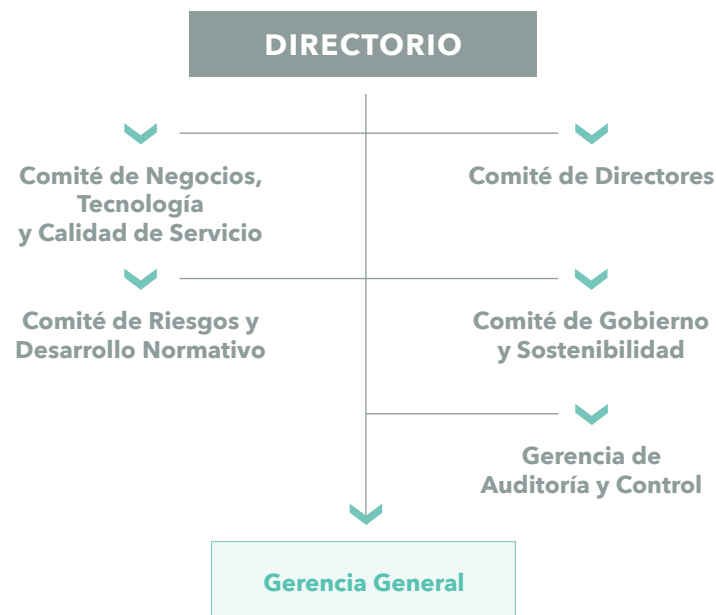 DIRECTORIO
Comité de Negocios,
Tecnología
y Calidad de Servicio
Comité de Directores
Comité de Riesgos y
Desarrollo Normativo
Comité de Gobierno
y Sostenibilidad
Gerencia de
Auditoría y Control
Gerencia General